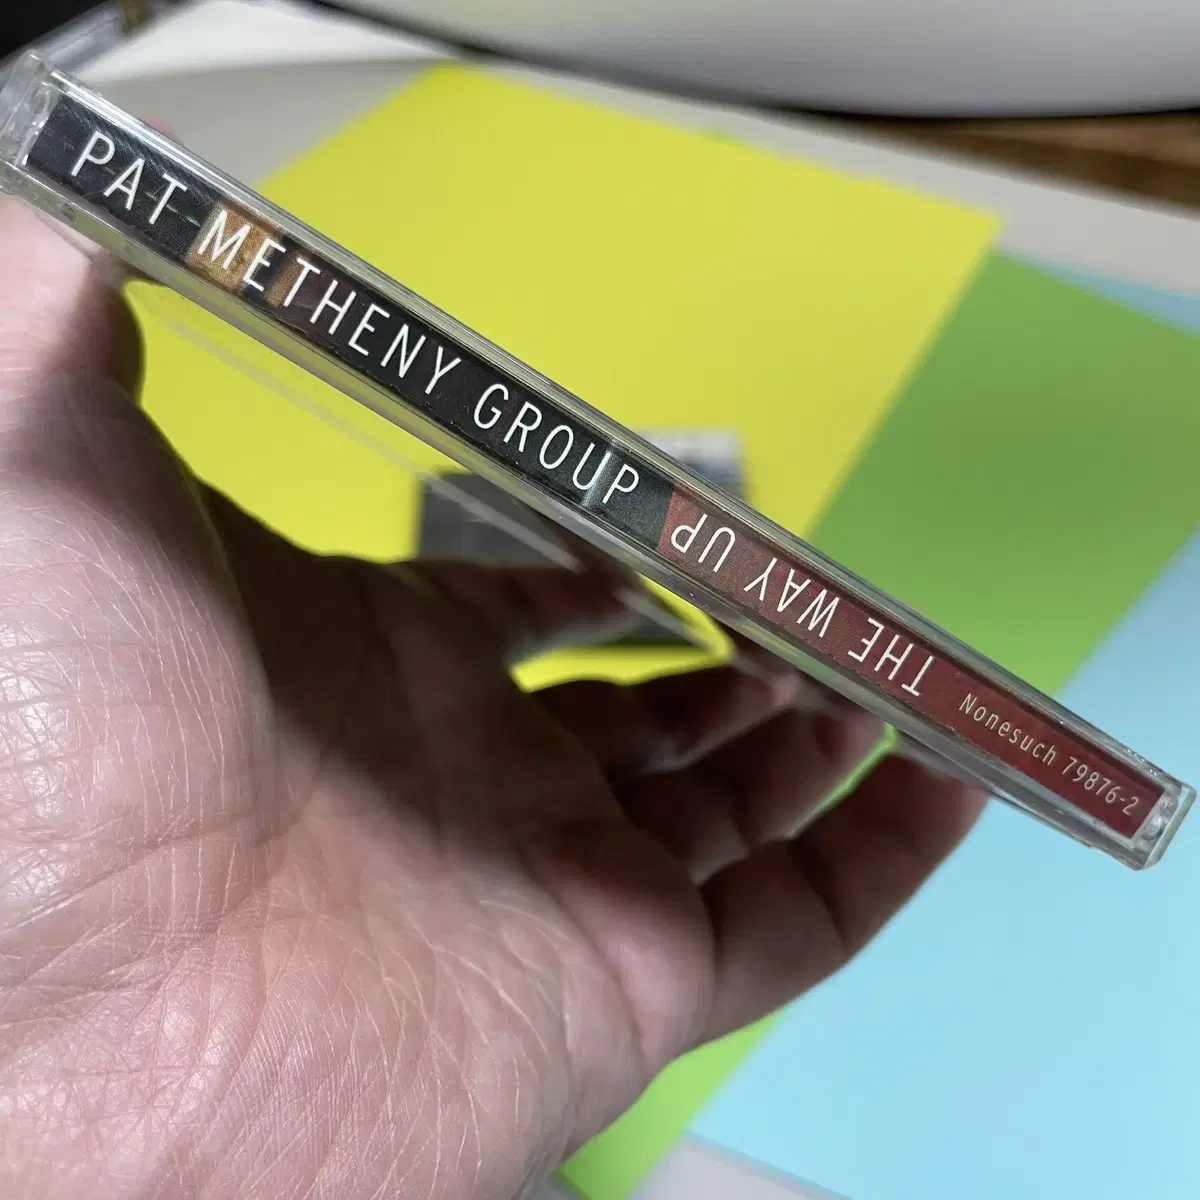 PAT METHENY GROUP
THE WAY UP
Nonesuch 79876-2